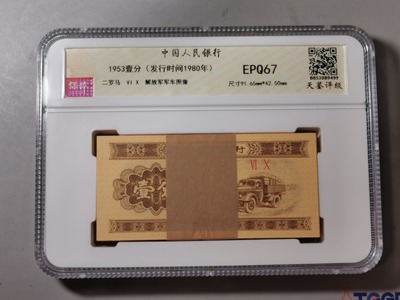 中国人民银行
1953壹分（发行时间1980年）
EPQ67
二罗马 VI X 解放军军车图像
尺寸91.65mm*42.50mm
0853080499
天鉴评级
行
壹
VI X